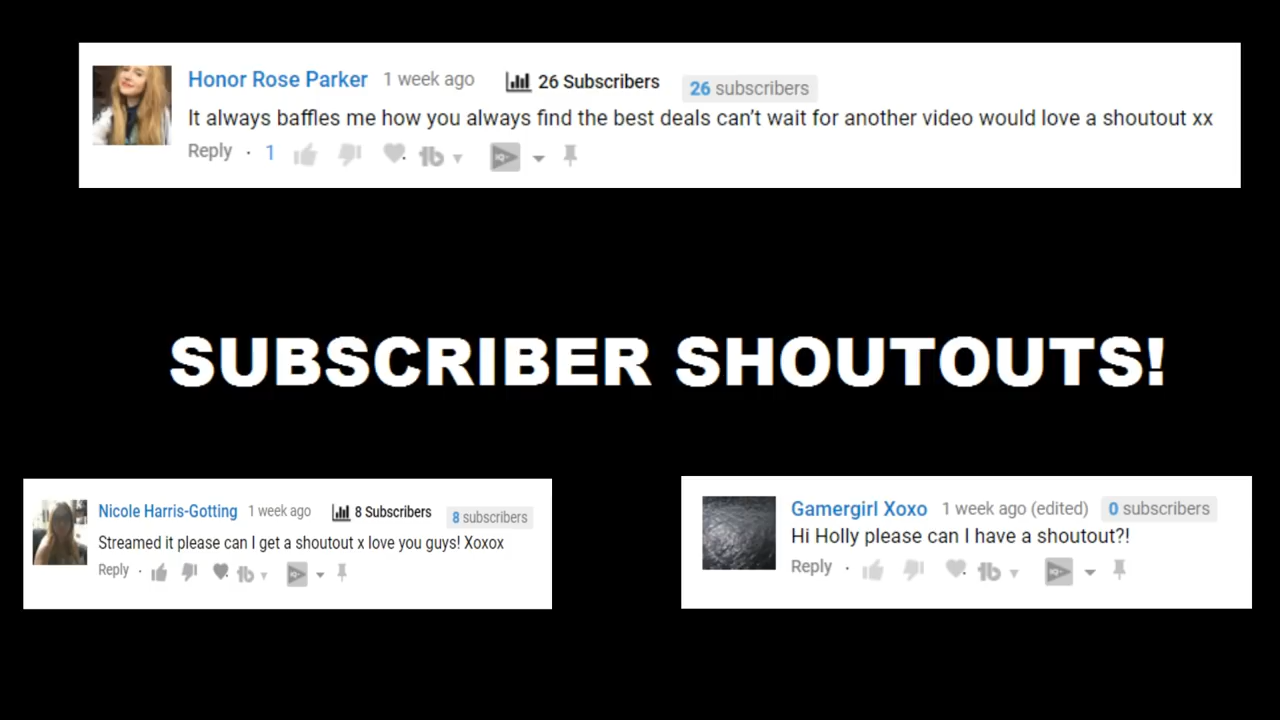 Honor Rose Parker 1 week ago 26 Subscribers 26 subscribers
It always baffles me how you always find the best deals can't wait for another video would love a shoutout xx
Reply · 1
SUBSCRIBER SHOUTOUTS!
Nicole Harris-Gotting 1 week ago 8 Subscribers 8 subscribers
Streamed it please can I get a shoutout x love you guys! Xoxox
Reply ·
Gamergirl Xoxo 1 week ago (edited) 0 subscribers
Hi Holly please can I have a shoutout?!
Reply ·